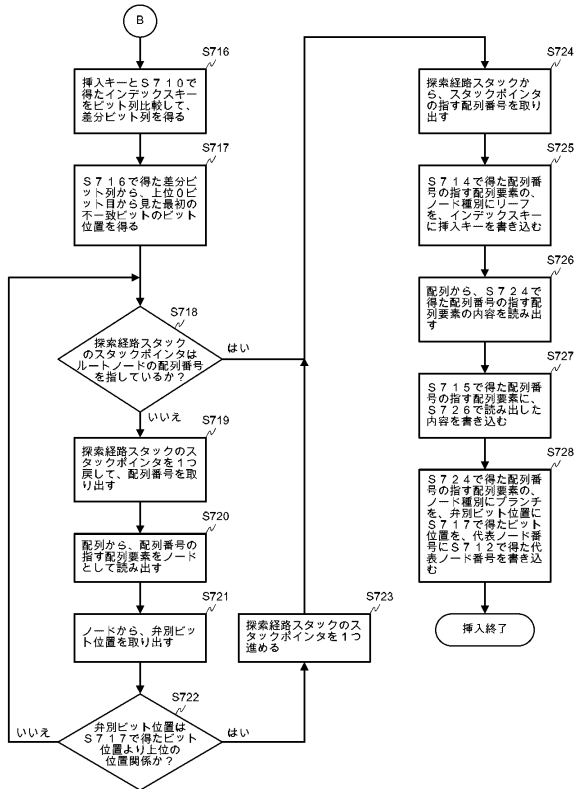 B
S716
挿入キーとS710で
得たインデックスキー
をビット列比較して、
差分ビット列を得る
S717
S716で得た差分ビ
ット列から、上位0ビ
ット目から見た最初の
不一致ビットのビット
位置を得る
S718
探索経路スタック
のスタックポインタは
ルートノードの配列番号
を指しているか?
はい
いいえ
S719
探索経路スタックのス
タックポインタを1つ
戻して、配列番号を取
り出す
S720
配列から、配列番号の
指す配列要素をノード
として読み出す
S721
ノードから、弁別ビッ
ト位置を取り出す
S722
弁別ビット位置は
S717で得たビット
位置より上位の
位置関係か?
いいえ
はい
S723
探索経路スタックのス
タックポインタを1つ
進める
S724
探索経路スタックか
ら、スタックポインタ
の指す配列番号を取り
出す
S725
S714で得た配列番
号の指す配列要素の、
ノード種別にリーフ
を、インデックスキー
に挿入キーを書き込む
S726
配列から、S724で
得た配列番号の指す配
列要素の内容を読み出
す
S727
S715で得た配列番
号の指す配列要素に、
S726で読み出した
内容を書き込む
S728
S724で得た配列番
号の指す配列要素の、
ノード種別にブランチ
を、弁別ビット位置に
S717で得たビット
位置を、代表ノード番
号にS712で得た代
表ノード番号を書き込
む
挿入終了